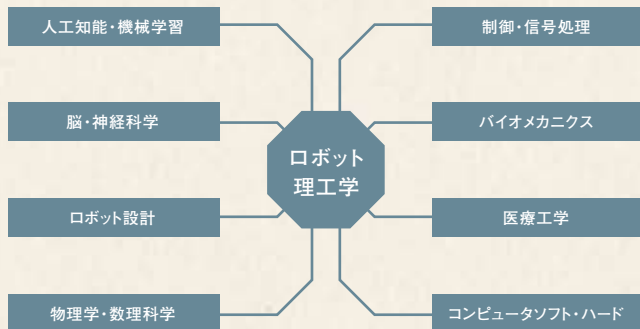 人工知能・機械学習
制御・信号処理
脳・神経科学
バイオメカニクス
ロボット
理工学
ロボット設計
医療工学
物理学・数理科学
コンピュータソフト・ハード